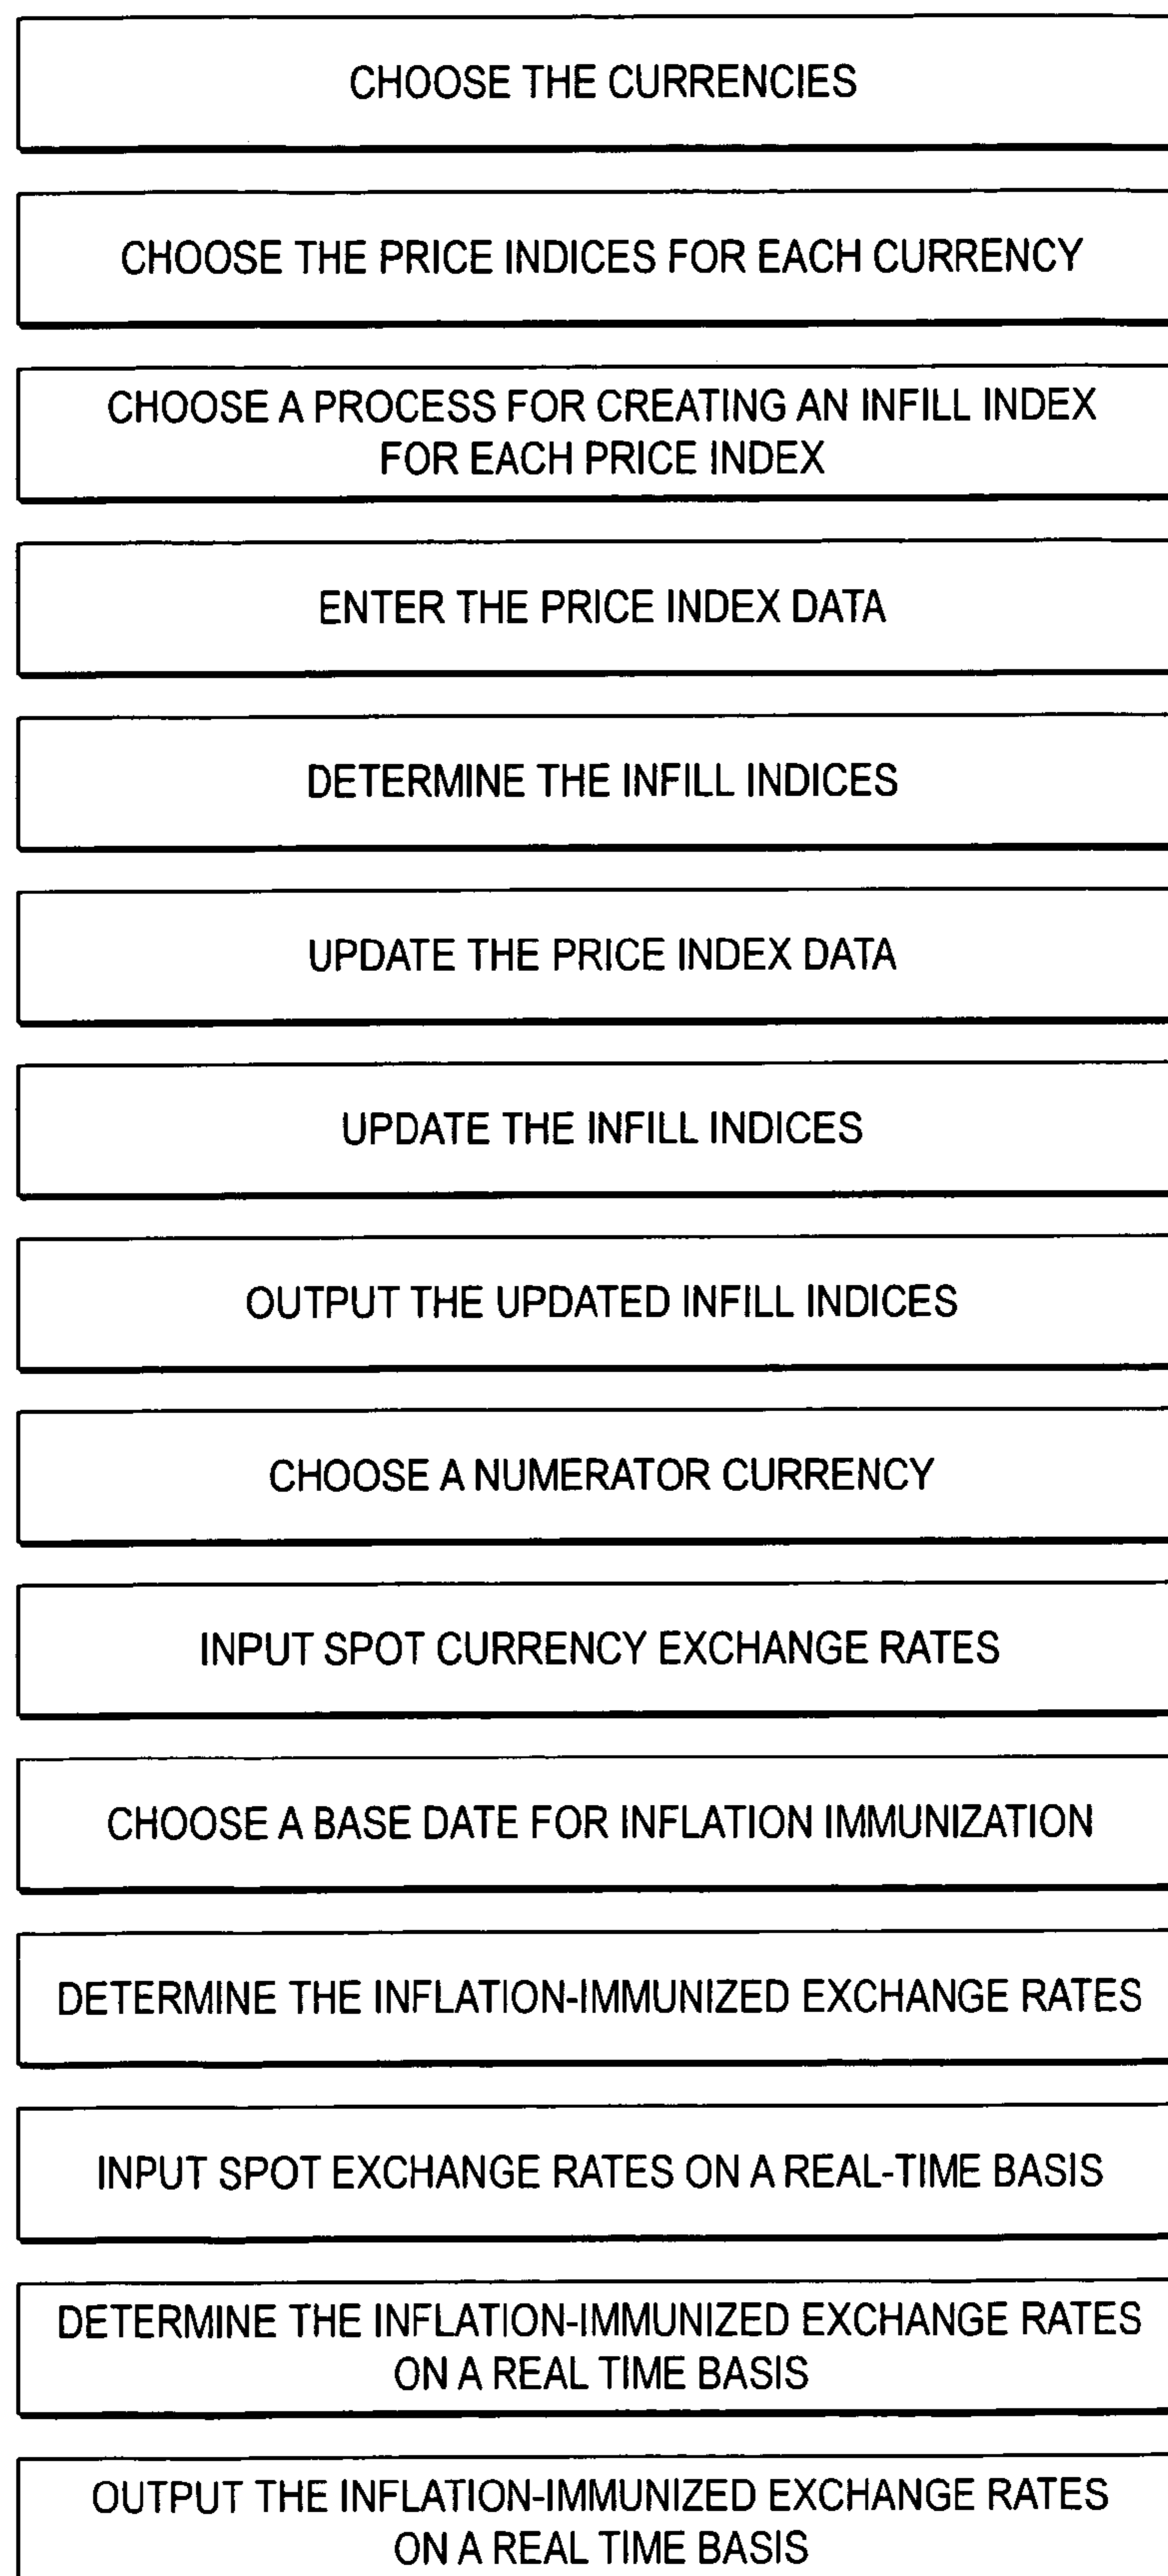 CHOOSE THE CURRENCIES
CHOOSE THE PRICE INDICES FOR EACH CURRENCY
CHOOSE A PROCESS FOR CREATING AN INFILL INDEX
FOR EACH PRICE INDEX
ENTER THE PRICE INDEX DATA
DETERMINE THE INFILL INDICES
UPDATE THE PRICE INDEX DATA
UPDATE THE INFILL INDICES
OUTPUT THE UPDATED INFILL INDICES
CHOOSE A NUMERATOR CURRENCY
INPUT SPOT CURRENCY EXCHANGE RATES
CHOOSE A BASE DATE FOR INFLATION IMMUNIZATION
DETERMINE THE INFLATION-IMMUNIZED EXCHANGE RATES
INPUT SPOT EXCHANGE RATES ON A REAL-TIME BASIS
DETERMINE THE INFLATION-IMMUNIZED EXCHANGE RATES
ON A REAL TIME BASIS
OUTPUT THE INFLATION-IMMUNIZED EXCHANGE RATES
ON A REAL TIME BASIS